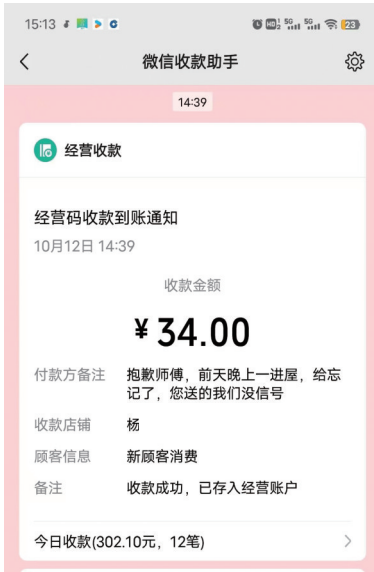 15:13
HD 5G 5G 23
微信收款助手
14:39
经营收款
经营码收款到账通知
10月12日 14:39
收款金额
¥34.00
付款方备注 抱歉师傅，前天晚上一进屋，给忘
记了，您送的我们没信号
收款店铺 杨
顾客信息 新顾客消费
备注 收款成功，已存入经营账户
今日收款(302.10元，12笔)